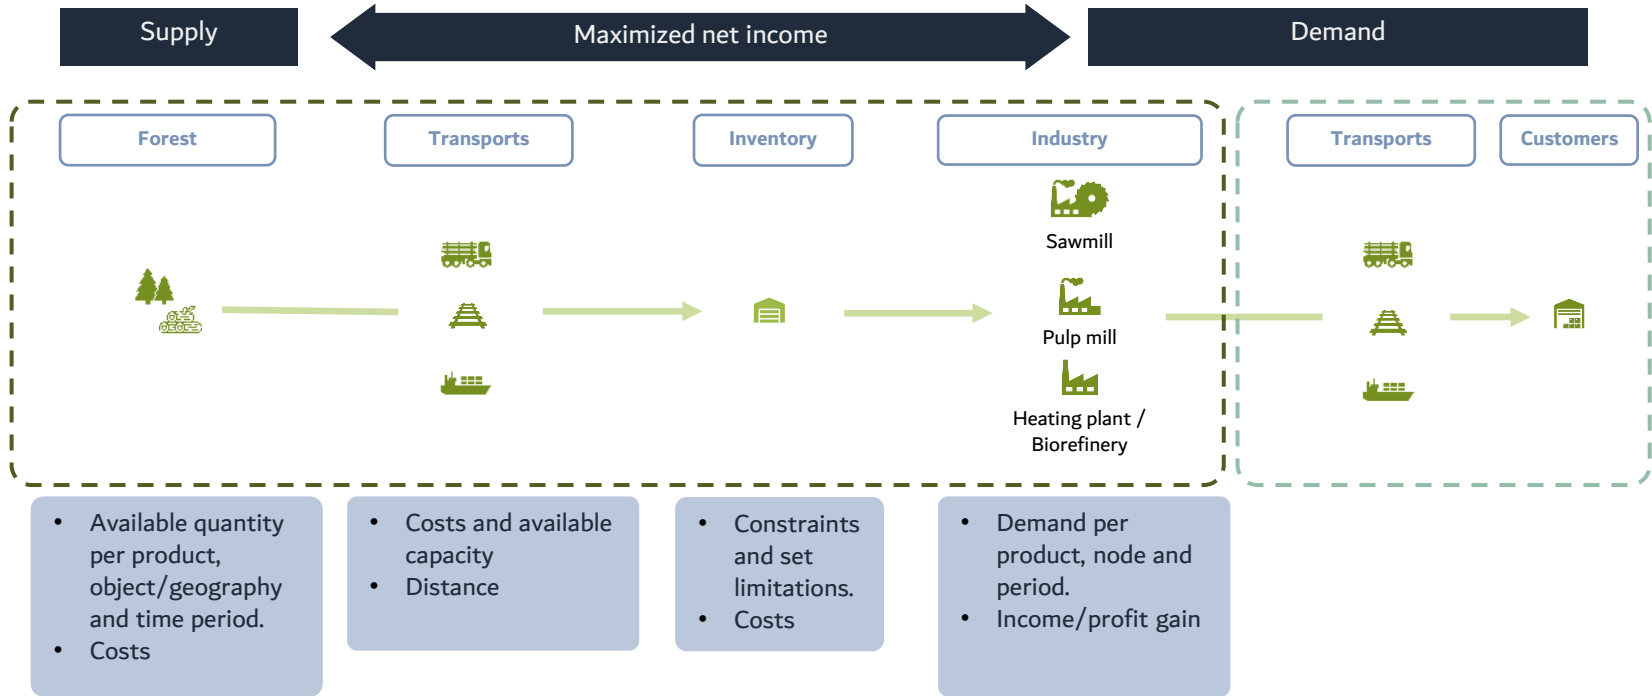 Supply
Maximized net income
Demand
Forest
Transports
Inventory
Industry
Transports
Customers
Sawmill
Pulp mill
Heating plant /
Biorefinery
• Available quantity
per product,
object/geography
and time period.
• Costs
• Costs and available
capacity
• Distance
• Constraints
and set
limitations.
• Costs
• Demand per
product, node and
period.
• Income/profit gain